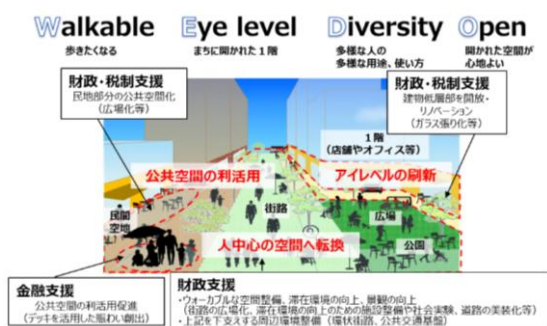 Walkable Eye level Diversity Open
歩きたくなる
まちに開かれた1階
多様な人の
多様な用途、使い方
開かれた空間が
心地よい
財政・税制支援
民地部分の公共空間化
(広場化等)
財政・税制支援
建物低層部を開放・
リノベーション
(ガラス張り化等)
1階
(店舗やオフィス等)
公共空間の利活用
アイレベルの刷新
街路
広場
民間
空地
公園
人中心の空間へ転換
金融支援
公共空間の利活用促進
(デッキを活用した賑わい創出)
財政支援
・ウォーカブルな空間整備、滞在環境の向上、景観の向上
(街路の広場化、滞在環境の向上のための施設整備や社会実験、道路の美装化等)
・上記を下支えする周辺環境整備(環状街路、公共交通基盤)